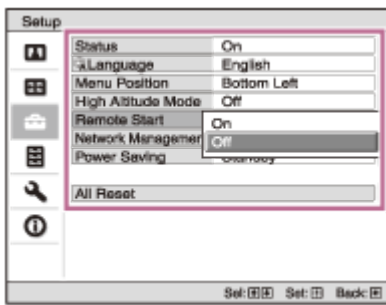 Setup
Status On
Language English
Menu Position Bottom Left
High Altitude Mode Off
Remote Start On
Network Managemen Off
Power Saving Standby
All Reset
Sel: Set: Back: